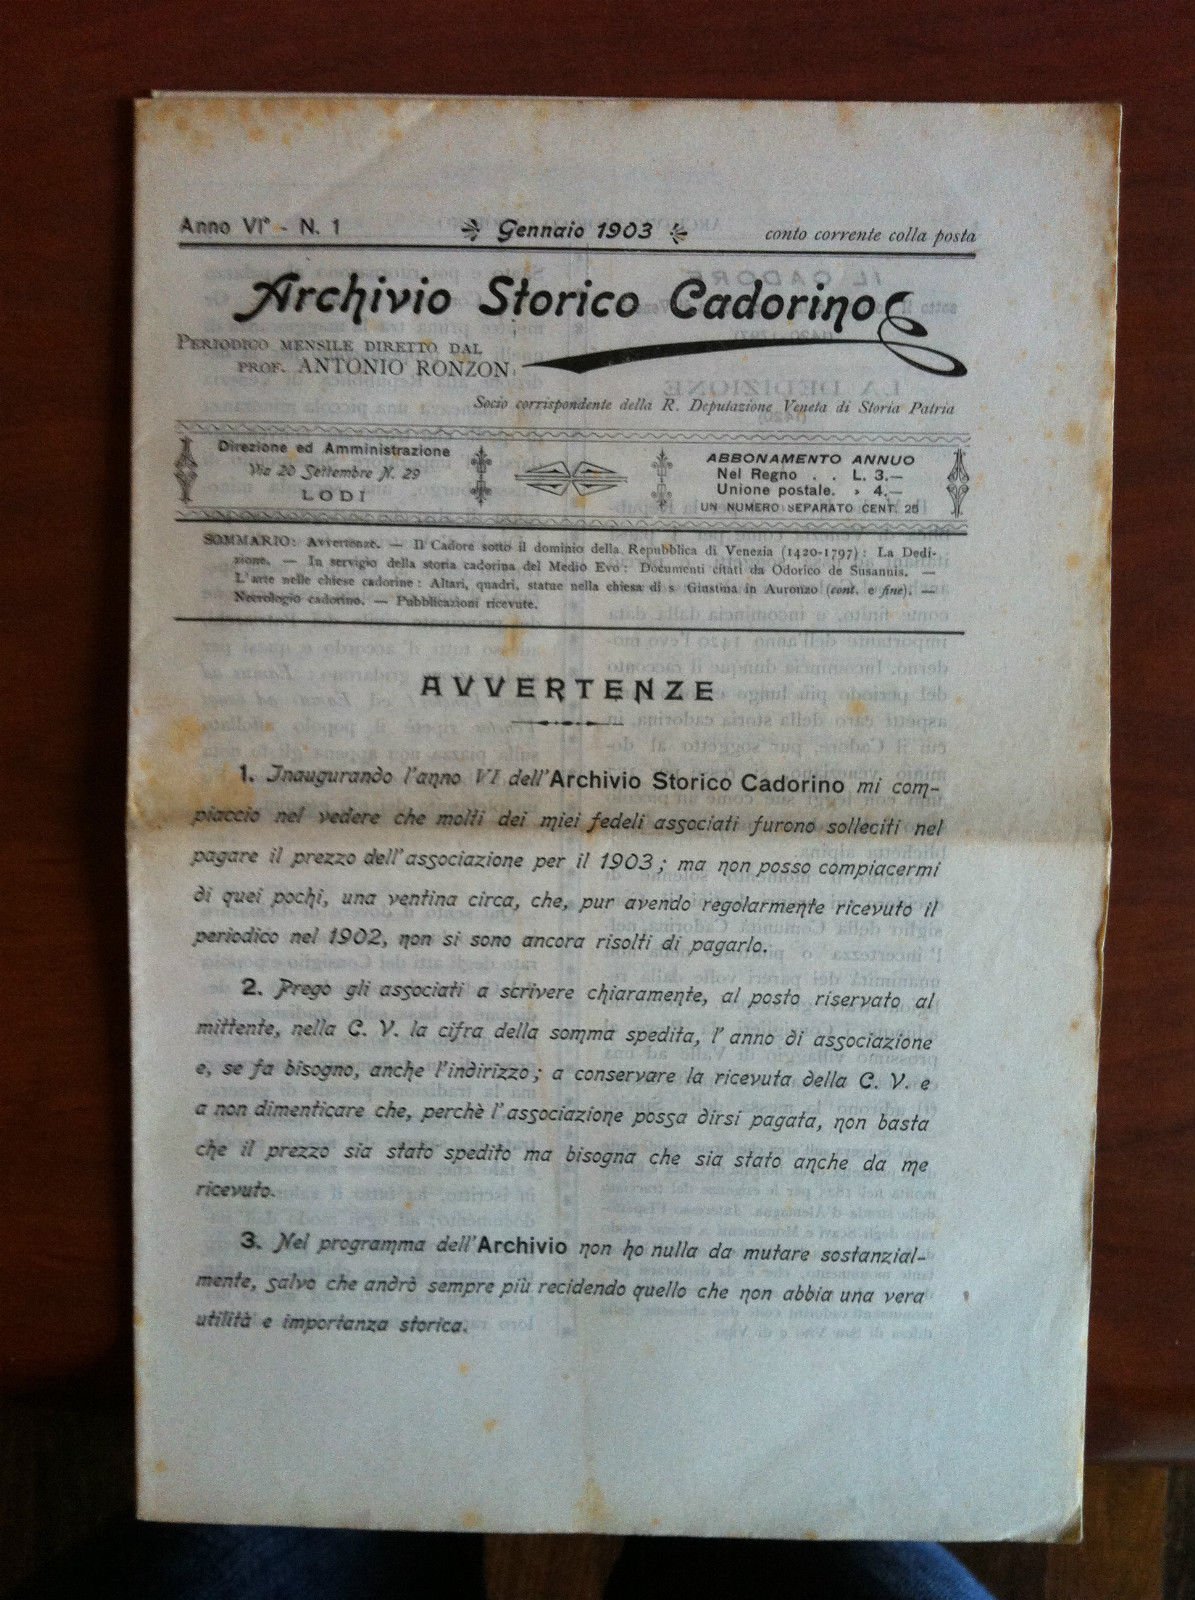 Anno VI° - N. 1 Gennaio 1903 conto corrente colla posta
Archivio Storico Cadorino
PERIODICO MENSILE DIRETTO DAL
PROF. ANTONIO RONZON
Socio corrispondente della R. Deputazione Veneta di Storia Patria
Direzione ed Amministrazione
Via 20 Settembre N. 29
LODI
ABBONAMENTO ANNUO
Nel Regno . . L. 3.—
Unione postale. » 4.—
UN NUMERO SEPARATO CENT. 25
SOMMARIO: Avvertenze. — Il Cadore sotto il dominio della Repubblica di Venezia (1420-1797): La Dedi-
zione. — In servigio della storia cadorina del Medio Evo: Documenti citati da Odorico de Susannis. —
L'arte nelle chiese cadorine: Altari, quadri, statue nella chiesa di s Giustina in Auronzo (cont. e fine). —
Necrologio cadorino. — Pubblicazioni ricevute.
AVVERTENZE
1. Inaugurando l'anno VI dell'Archivio Storico Cadorino mi com-
piaccio nel vedere che molti dei miei fedeli associati furono solleciti nel
pagare il prezzo dell'associazione per il 1903; ma non posso compiacermi
di quei pochi, una ventina circa, che, pur avendo regolarmente ricevuto il
periodico nel 1902, non si sono ancora risolti di pagarlo.
2. Prego gli associati a scrivere chiaramente, al posto riservato al
mittente, nella C. V. la cifra della somma spedita, l'anno di associazione
e, se fa bisogno, anche l'indirizzo; a conservare la ricevuta della C. V. e
a non dimenticare che, perchè l'associazione possa dirsi pagata, non basta
che il prezzo sia stato spedito ma bisogna che sia stato anche da me
ricevuto.
3. Nel programma dell'Archivio non ho nulla da mutare sostanzial-
mente, salvo che andrò sempre più recidendo quello che non abbia una vera
utilità e importanza storica.